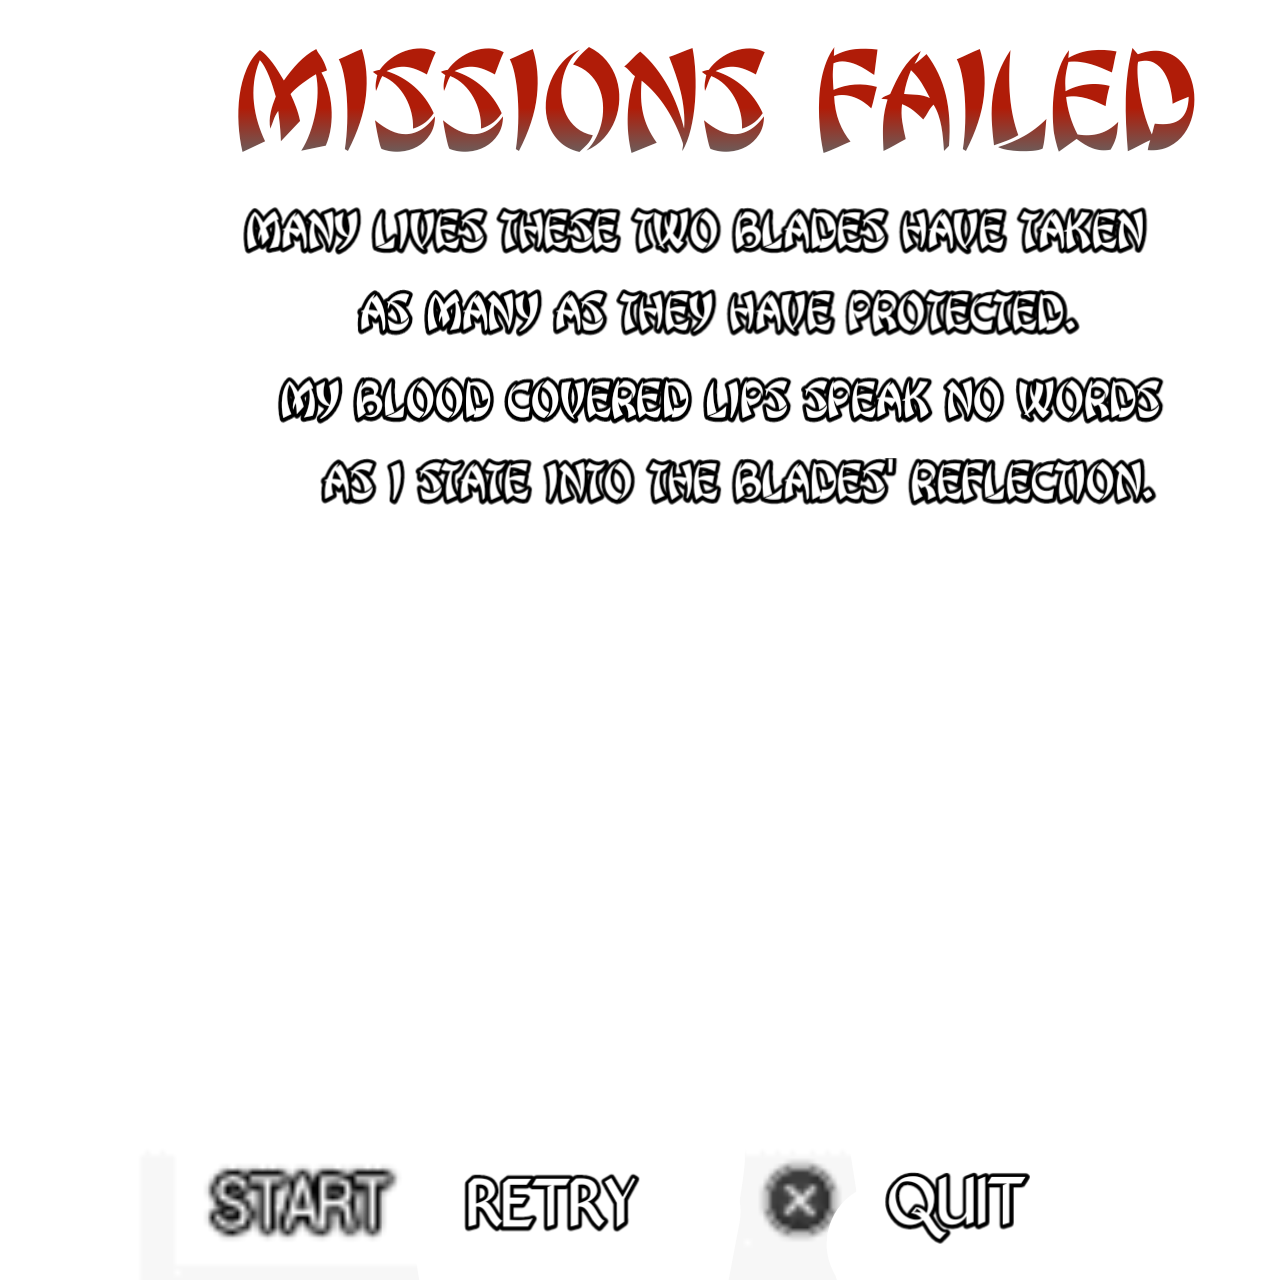 MISSIONS FAILED
MANY LIVES THESE TWO BLADES HAVE TAKEN
AS MANY AS THEY HAVE PROTECTED.
MY BLOOD COVERED LIPS SPEAK NO WORDS
AS I STATE INTO THE BLADES' REFLECTION.
START RETRY QUIT